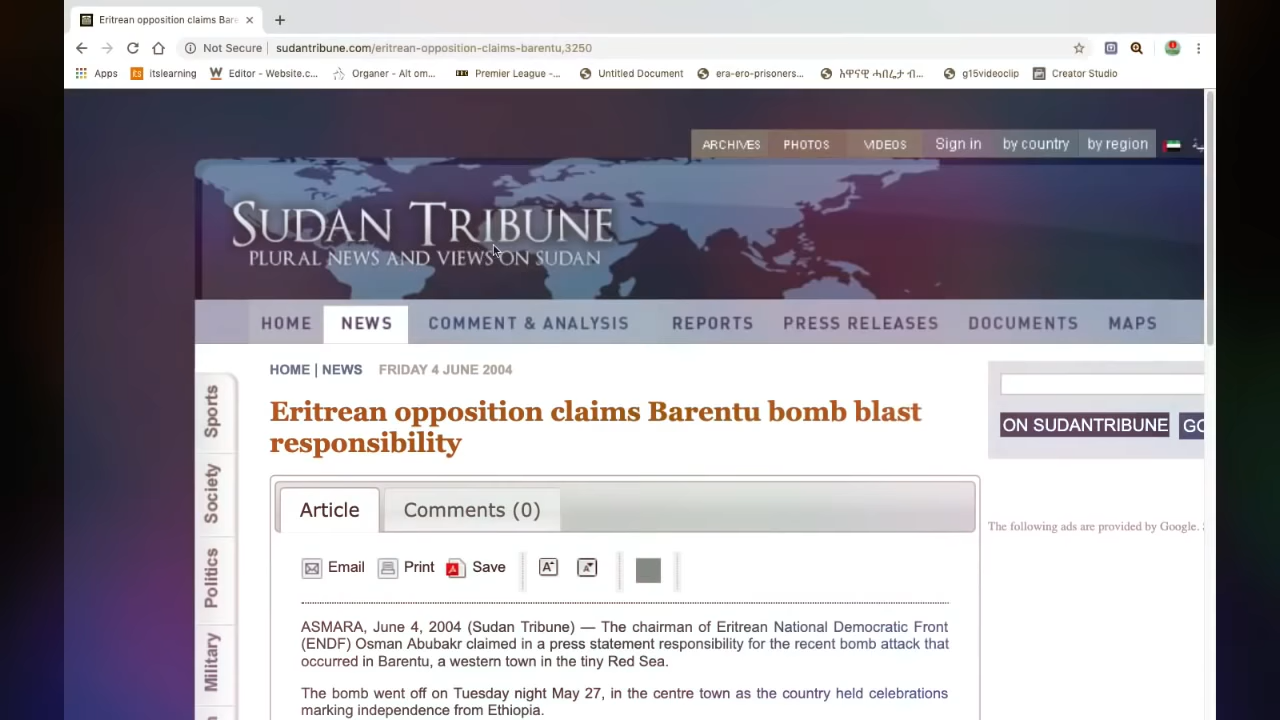 Eritrean opposition claims Bare
Not Secure sudantribune.com/eritrean-opposition-claims-barentu,3250
Apps itslearning Editor - Website.c... Organer - Alt om... Premier League -... Untitled Document era-ero-prisoners... እዋናዊ ሓበሬታ ብ... g15videoclip Creator Studio
ARCHIVES PHOTOS VIDEOS Sign in by country by region
SUDAN TRIBUNE
PLURAL NEWS AND VIEWS ON SUDAN
HOME NEWS COMMENT & ANALYSIS REPORTS PRESS RELEASES DOCUMENTS MAPS
HOME | NEWS FRIDAY 4 JUNE 2004
Eritrean opposition claims Barentu bomb blast
responsibility
ON SUDANTRIBUNE GO
Sports
Society
Politics
Military
Article Comments (0)
The following ads are provided by Google.
Email Print Save A+ A
ASMARA, June 4, 2004 (Sudan Tribune) — The chairman of Eritrean National Democratic Front
(ENDF) Osman Abubakr claimed in a press statement responsibility for the recent bomb attack that
occurred in Barentu, a western town in the tiny Red Sea.
The bomb went off on Tuesday night May 27, in the centre town as the country held celebrations
marking independence from Ethiopia.